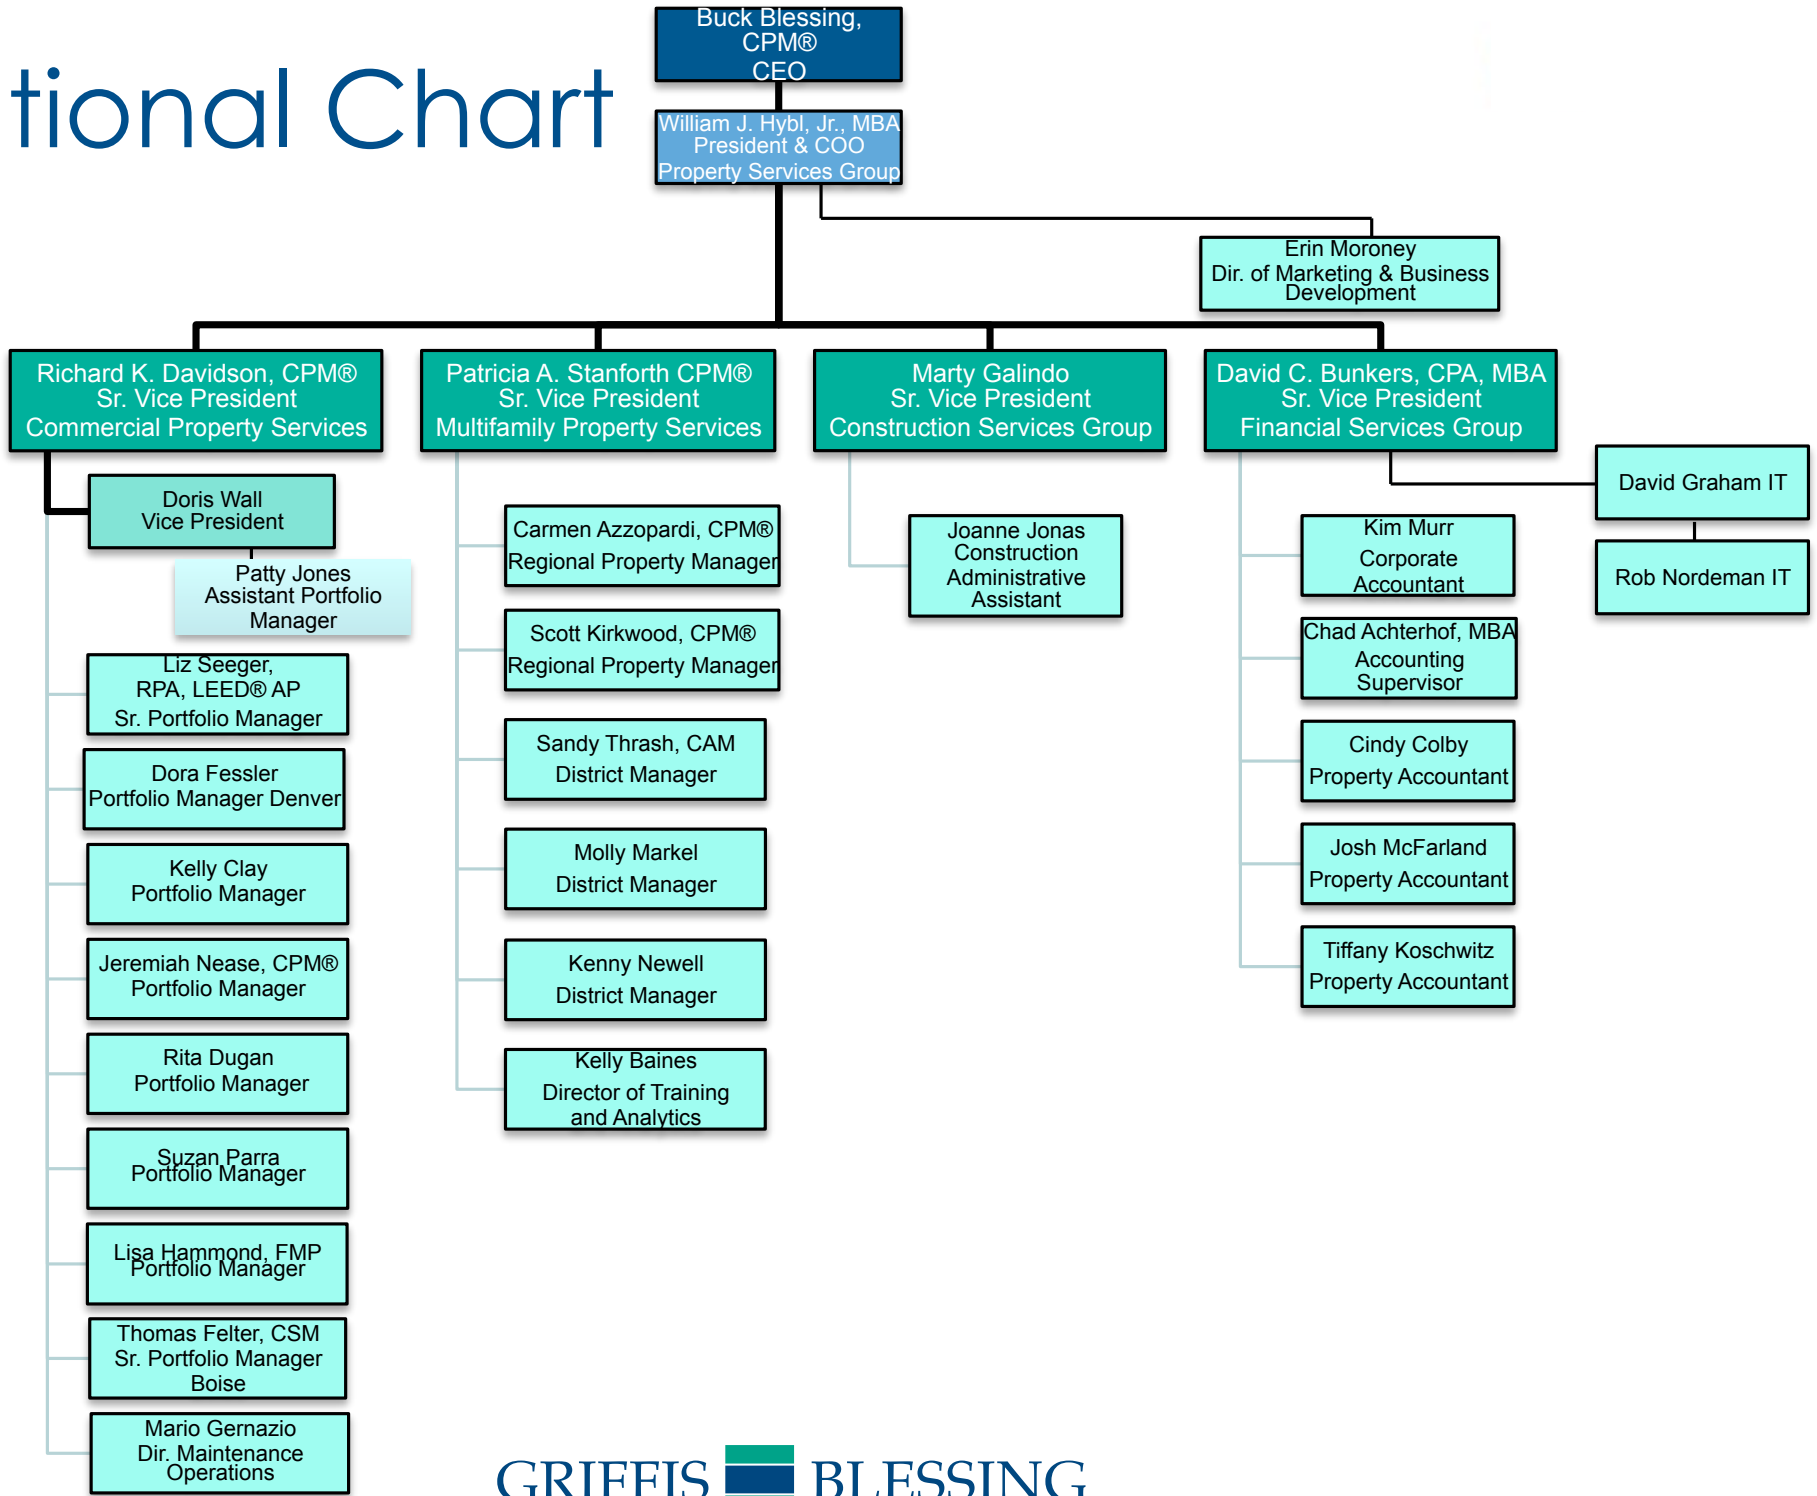 tional Chart
Buck Blessing,
CPM®
CEO
William J. Hybl, Jr., MBA
President & COO
Property Services Group
Erin Moroney
Dir. of Marketing & Business
Development
Richard K. Davidson, CPM®
Sr. Vice President
Commercial Property Services
Doris Wall
Vice President
Patty Jones
Assistant Portfolio
Manager
Liz Seeger,
RPA, LEED® AP
Sr. Portfolio Manager
Dora Fessler
Portfolio Manager Denver
Kelly Clay
Portfolio Manager
Jeremiah Nease, CPM®
Portfolio Manager
Rita Dugan
Portfolio Manager
Suzan Parra
Portfolio Manager
Lisa Hammond, FMP
Portfolio Manager
Thomas Felter, CSM
Sr. Portfolio Manager
Boise
Mario Gernazio
Dir. Maintenance
Operations
Patricia A. Stanforth CPM®
Sr. Vice President
Multifamily Property Services
Carmen Azzopardi, CPM®
Regional Property Manager
Scott Kirkwood, CPM®
Regional Property Manager
Sandy Thrash, CAM
District Manager
Molly Markel
District Manager
Kenny Newell
District Manager
Kelly Baines
Director of Training
and Analytics
Marty Galindo
Sr. Vice President
Construction Services Group
Joanne Jonas
Construction
Administrative
Assistant
David C. Bunkers, CPA, MBA
Sr. Vice President
Financial Services Group
David Graham IT
Rob Nordeman IT
Kim Murr
Corporate
Accountant
Chad Achterhof, MBA
Accounting
Supervisor
Cindy Colby
Property Accountant
Josh McFarland
Property Accountant
Tiffany Koschwitz
Property Accountant
GRIFFIS BLESSING